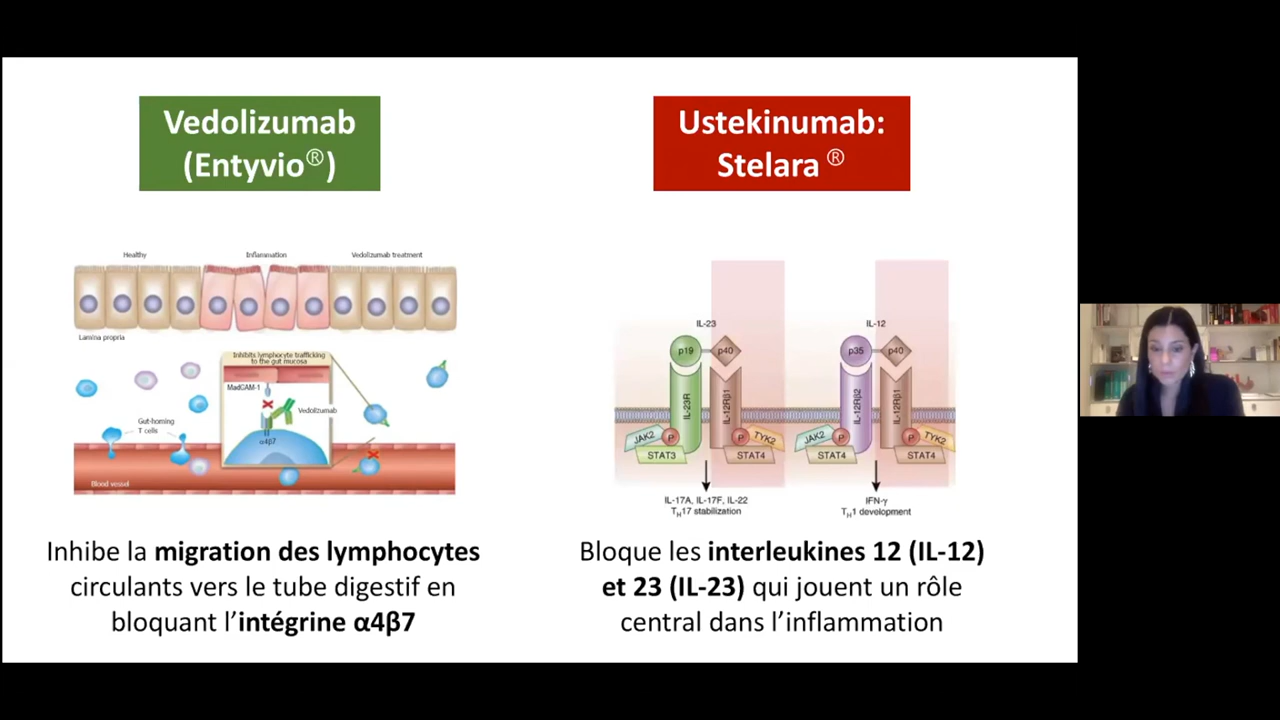 Vedolizumab
(Entyvio®)
Ustekinumab:
Stelara ®
Healthy
Inflammation
Vedolizumab treatment
Lamina propria
Inhibits lymphocyte trafficking
to the gut mucosa
MadCAM-1
Vedolizumab
α4β7
Gut-homing
T cells
Blood vessel
IL-23
p19
p40
IL-23R
IL-12Rβ1
JAK2
P
P
TYK2
STAT3
STAT4
IL-17A, IL-17F, IL-22
TH17 stabilization
IL-12
p35
p40
IL-12Rβ2
IL-12Rβ1
JAK2
P
P
TYK2
STAT4
STAT4
IFN-γ
TH1 development
Inhibe la migration des lymphocytes
circulants vers le tube digestif en
bloquant l’intégrine α4β7
Bloque les interleukines 12 (IL-12)
et 23 (IL-23) qui jouent un rôle
central dans l’inflammation